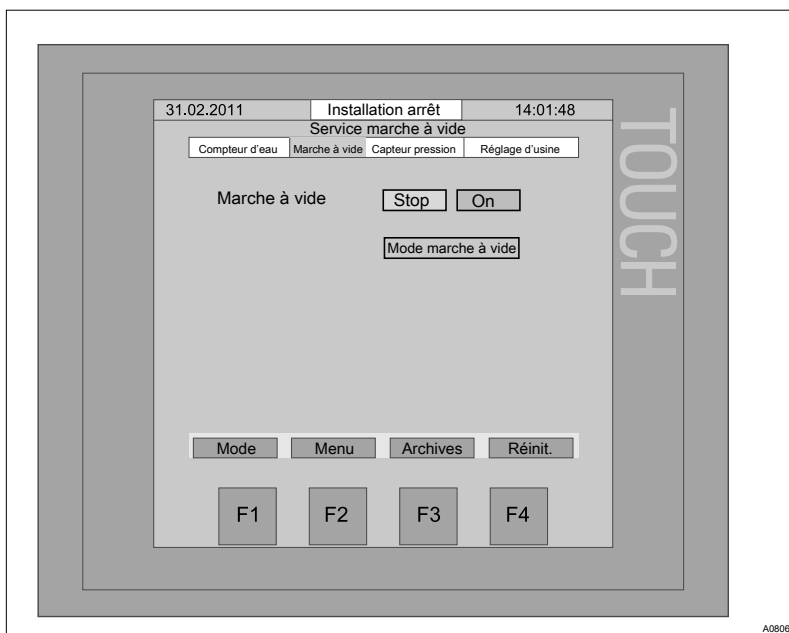 31.02.2011 Installation arrêt 14:01:48
Service marche à vide
Compteur d'eau Marche à vide Capteur pression Réglage d'usine
Marche à vide Stop On
Mode marche à vide
Mode Menu Archives Réinit.
F1 F2 F3 F4
TOUCH
A0806